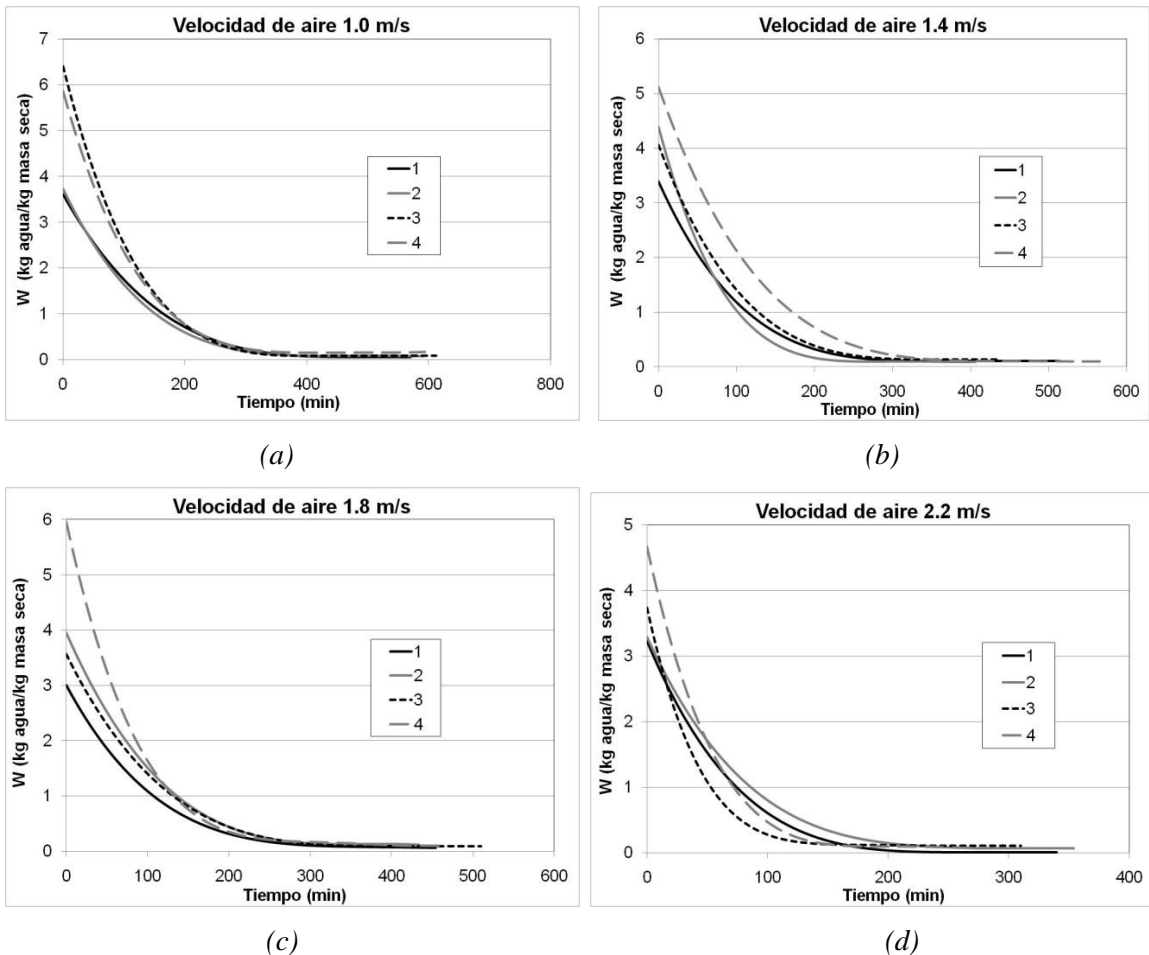 Velocidad de aire 1.0 m/s
7
6
5
4
3
2
1
0
W (kg agua/kg masa seca)
1
2
3
4
0 200 400 600 800
Tiempo (min)
(a)
Velocidad de aire 1.4 m/s
6
5
4
3
2
1
0
W (kg agua/kg masa seca)
1
2
3
4
0 100 200 300 400 500 600
Tiempo (min)
(b)
Velocidad de aire 1.8 m/s
6
5
4
3
2
1
0
W (kg agua/kg masa seca)
1
2
3
4
0 100 200 300 400 500 600
Tiempo (min)
(c)
Velocidad de aire 2.2 m/s
5
4
3
2
1
0
W (kg agua/kg masa seca)
1
2
3
4
0 100 200 300 400
Tiempo (min)
(d)